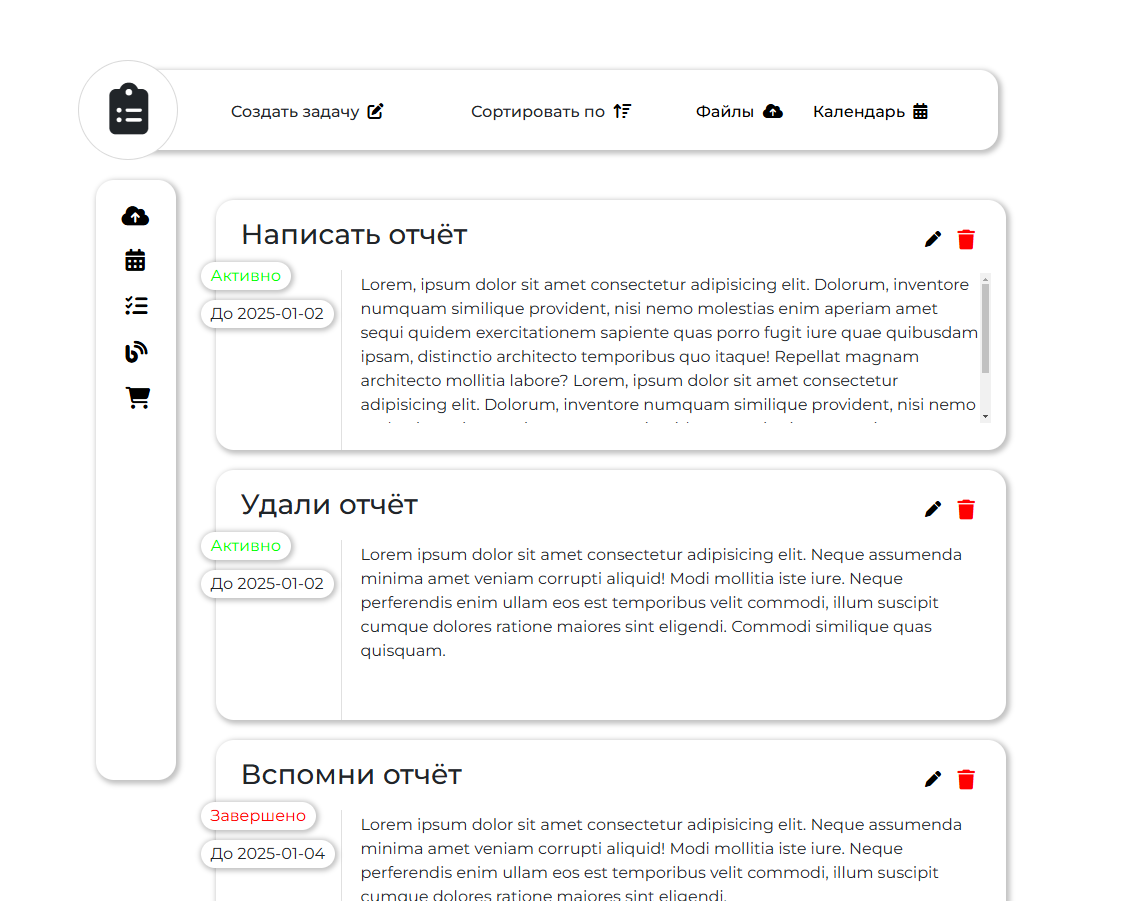 Создать задачу
Сортировать по
Файлы
Календарь
Написать отчёт
Активно
До 2025-01-02
Lorem, ipsum dolor sit amet consectetur adipisicing elit. Dolorum, inventore
numquam similique provident, nisi nemo molestias enim aperiam amet
sequi quidem exercitationem sapiente quas porro fugit iure quae quibusdam
ipsam, distinctio architecto temporibus quo itaque! Repellat magnam
architecto mollitia labore? Lorem, ipsum dolor sit amet consectetur
adipisicing elit. Dolorum, inventore numquam similique provident, nisi nemo
Удали отчёт
Активно
До 2025-01-02
Lorem ipsum dolor sit amet consectetur adipisicing elit. Neque assumenda
minima amet veniam corrupti aliquid! Modi mollitia iste iure. Neque
perferendis enim ullam eos est temporibus velit commodi, illum suscipit
cumque dolores ratione maiores sint eligendi. Commodi similique quas
quisquam.
Вспомни отчёт
Завершено
До 2025-01-04
Lorem ipsum dolor sit amet consectetur adipisicing elit. Neque assumenda
minima amet veniam corrupti aliquid! Modi mollitia iste iure. Neque
perferendis enim ullam eos est temporibus velit commodi, illum suscipit
cumque dolores ratione maiores sint eligendi.